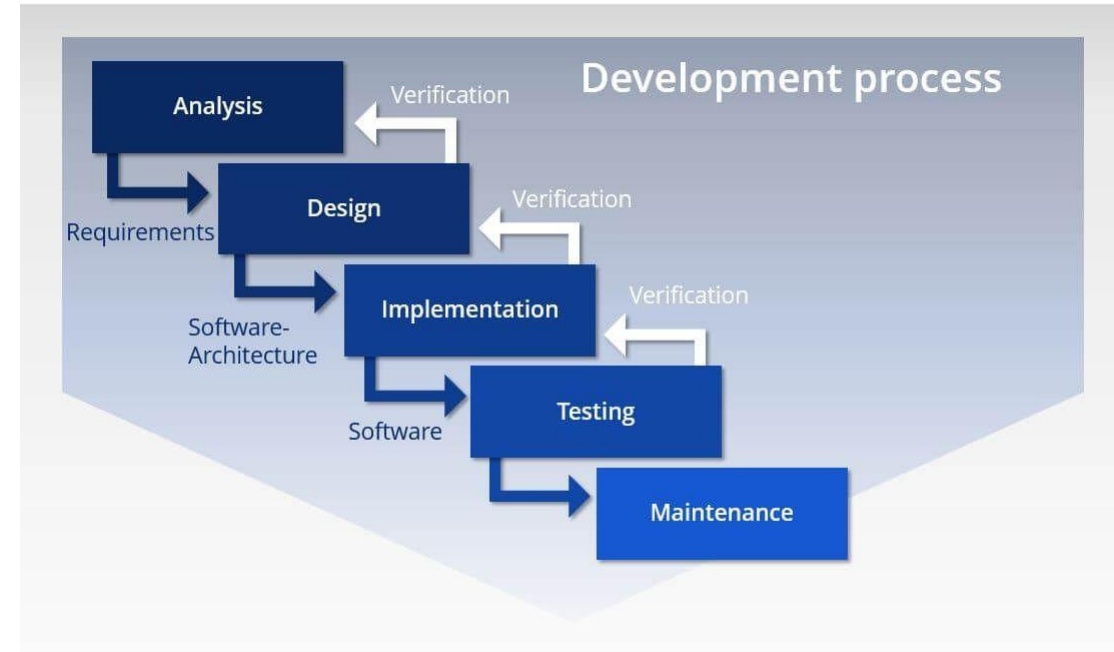 Development process
Analysis
Verification
Requirements
Design
Verification
Software-
Architecture
Implementation
Verification
Software
Testing
Maintenance